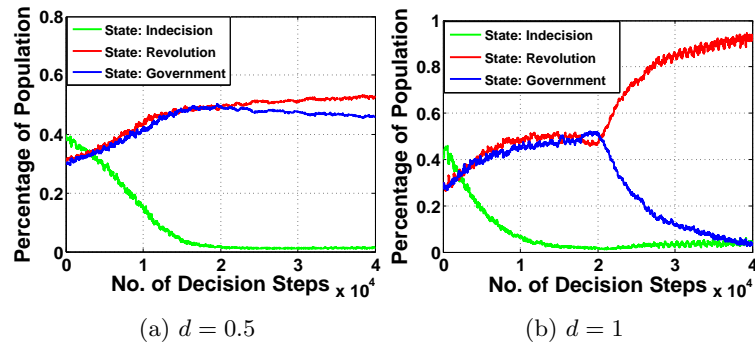 State: Indecision
State: Revolution
State: Government
Percentage of Population
0.8
0.6
0.4
0.2
0
0 1 2 3 4
No. of Decision Steps x 10^4
(a) d = 0.5
State: Indecision
State: Revolution
State: Government
Percentage of Population
1
0.8
0.6
0.4
0.2
0
0 1 2 3 4
No. of Decision Steps x 10^4
(b) d = 1